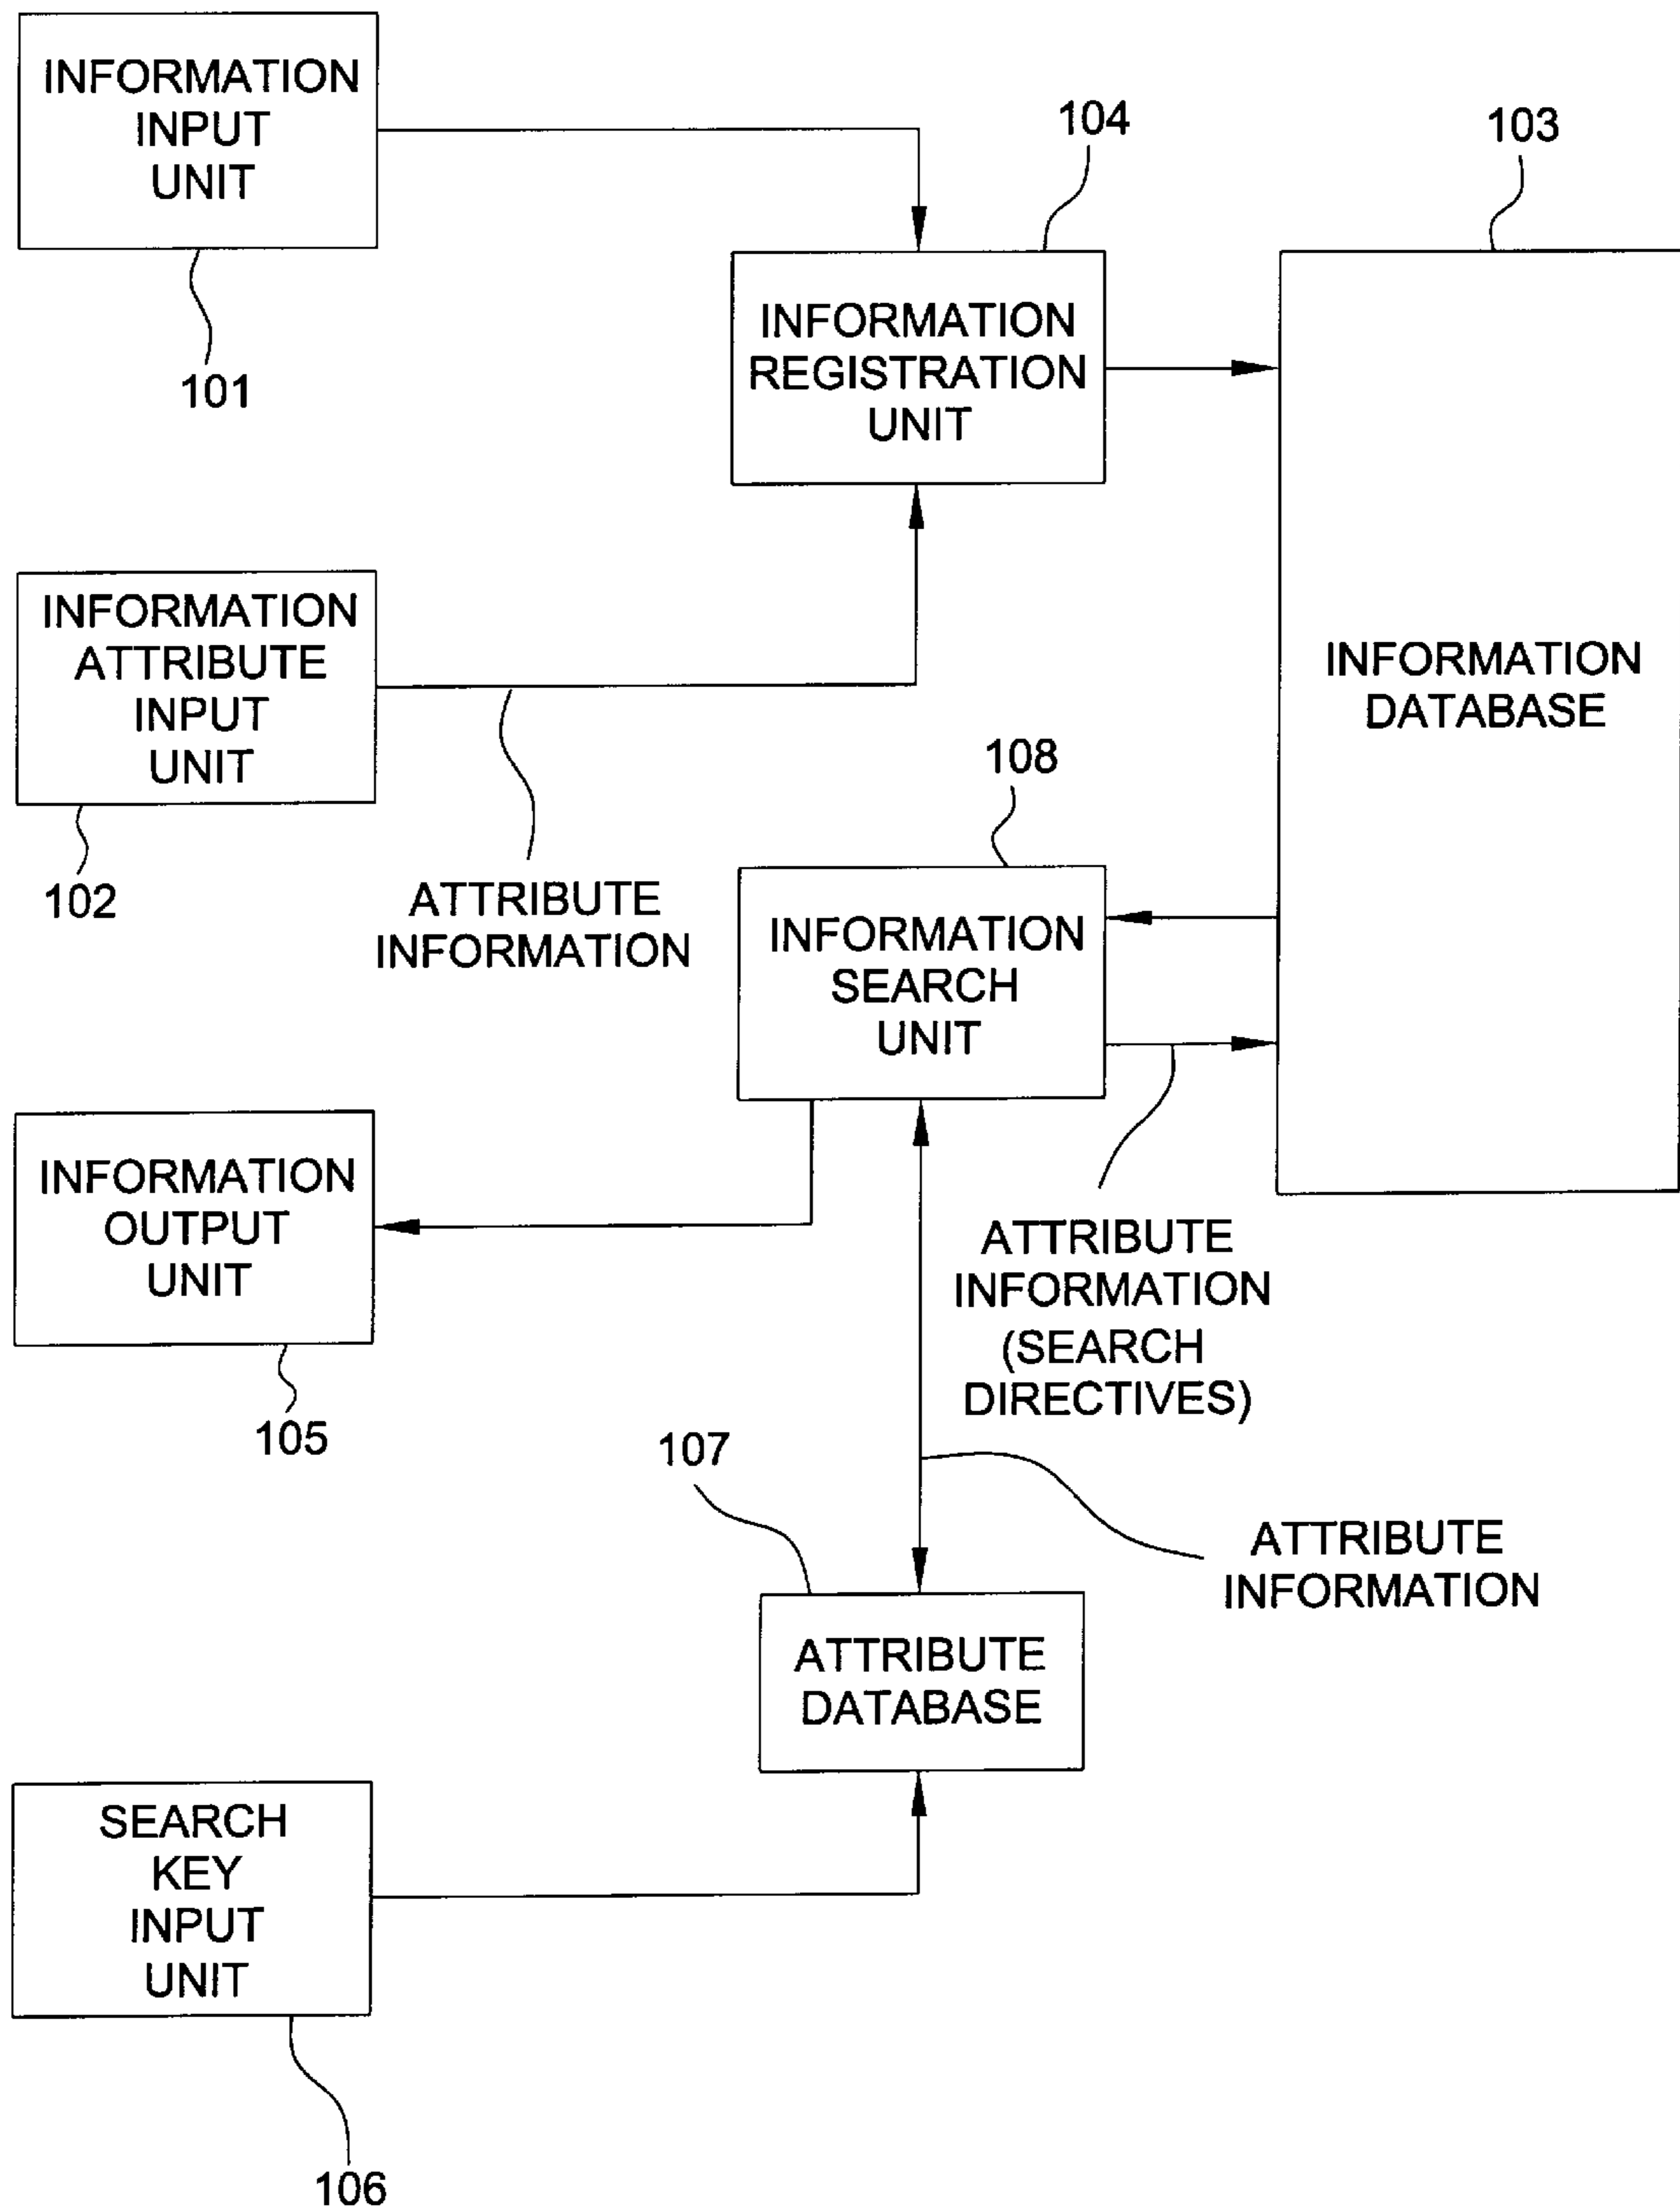 INFORMATION
INPUT
UNIT
101
104
103
INFORMATION
REGISTRATION
UNIT
INFORMATION
ATTRIBUTE
INPUT
UNIT
102
ATTRIBUTE
INFORMATION
INFORMATION
DATABASE
108
INFORMATION
SEARCH
UNIT
INFORMATION
OUTPUT
UNIT
105
ATTRIBUTE
INFORMATION
(SEARCH
DIRECTIVES)
107
ATTRIBUTE
INFORMATION
ATTRIBUTE
DATABASE
SEARCH
KEY
INPUT
UNIT
106